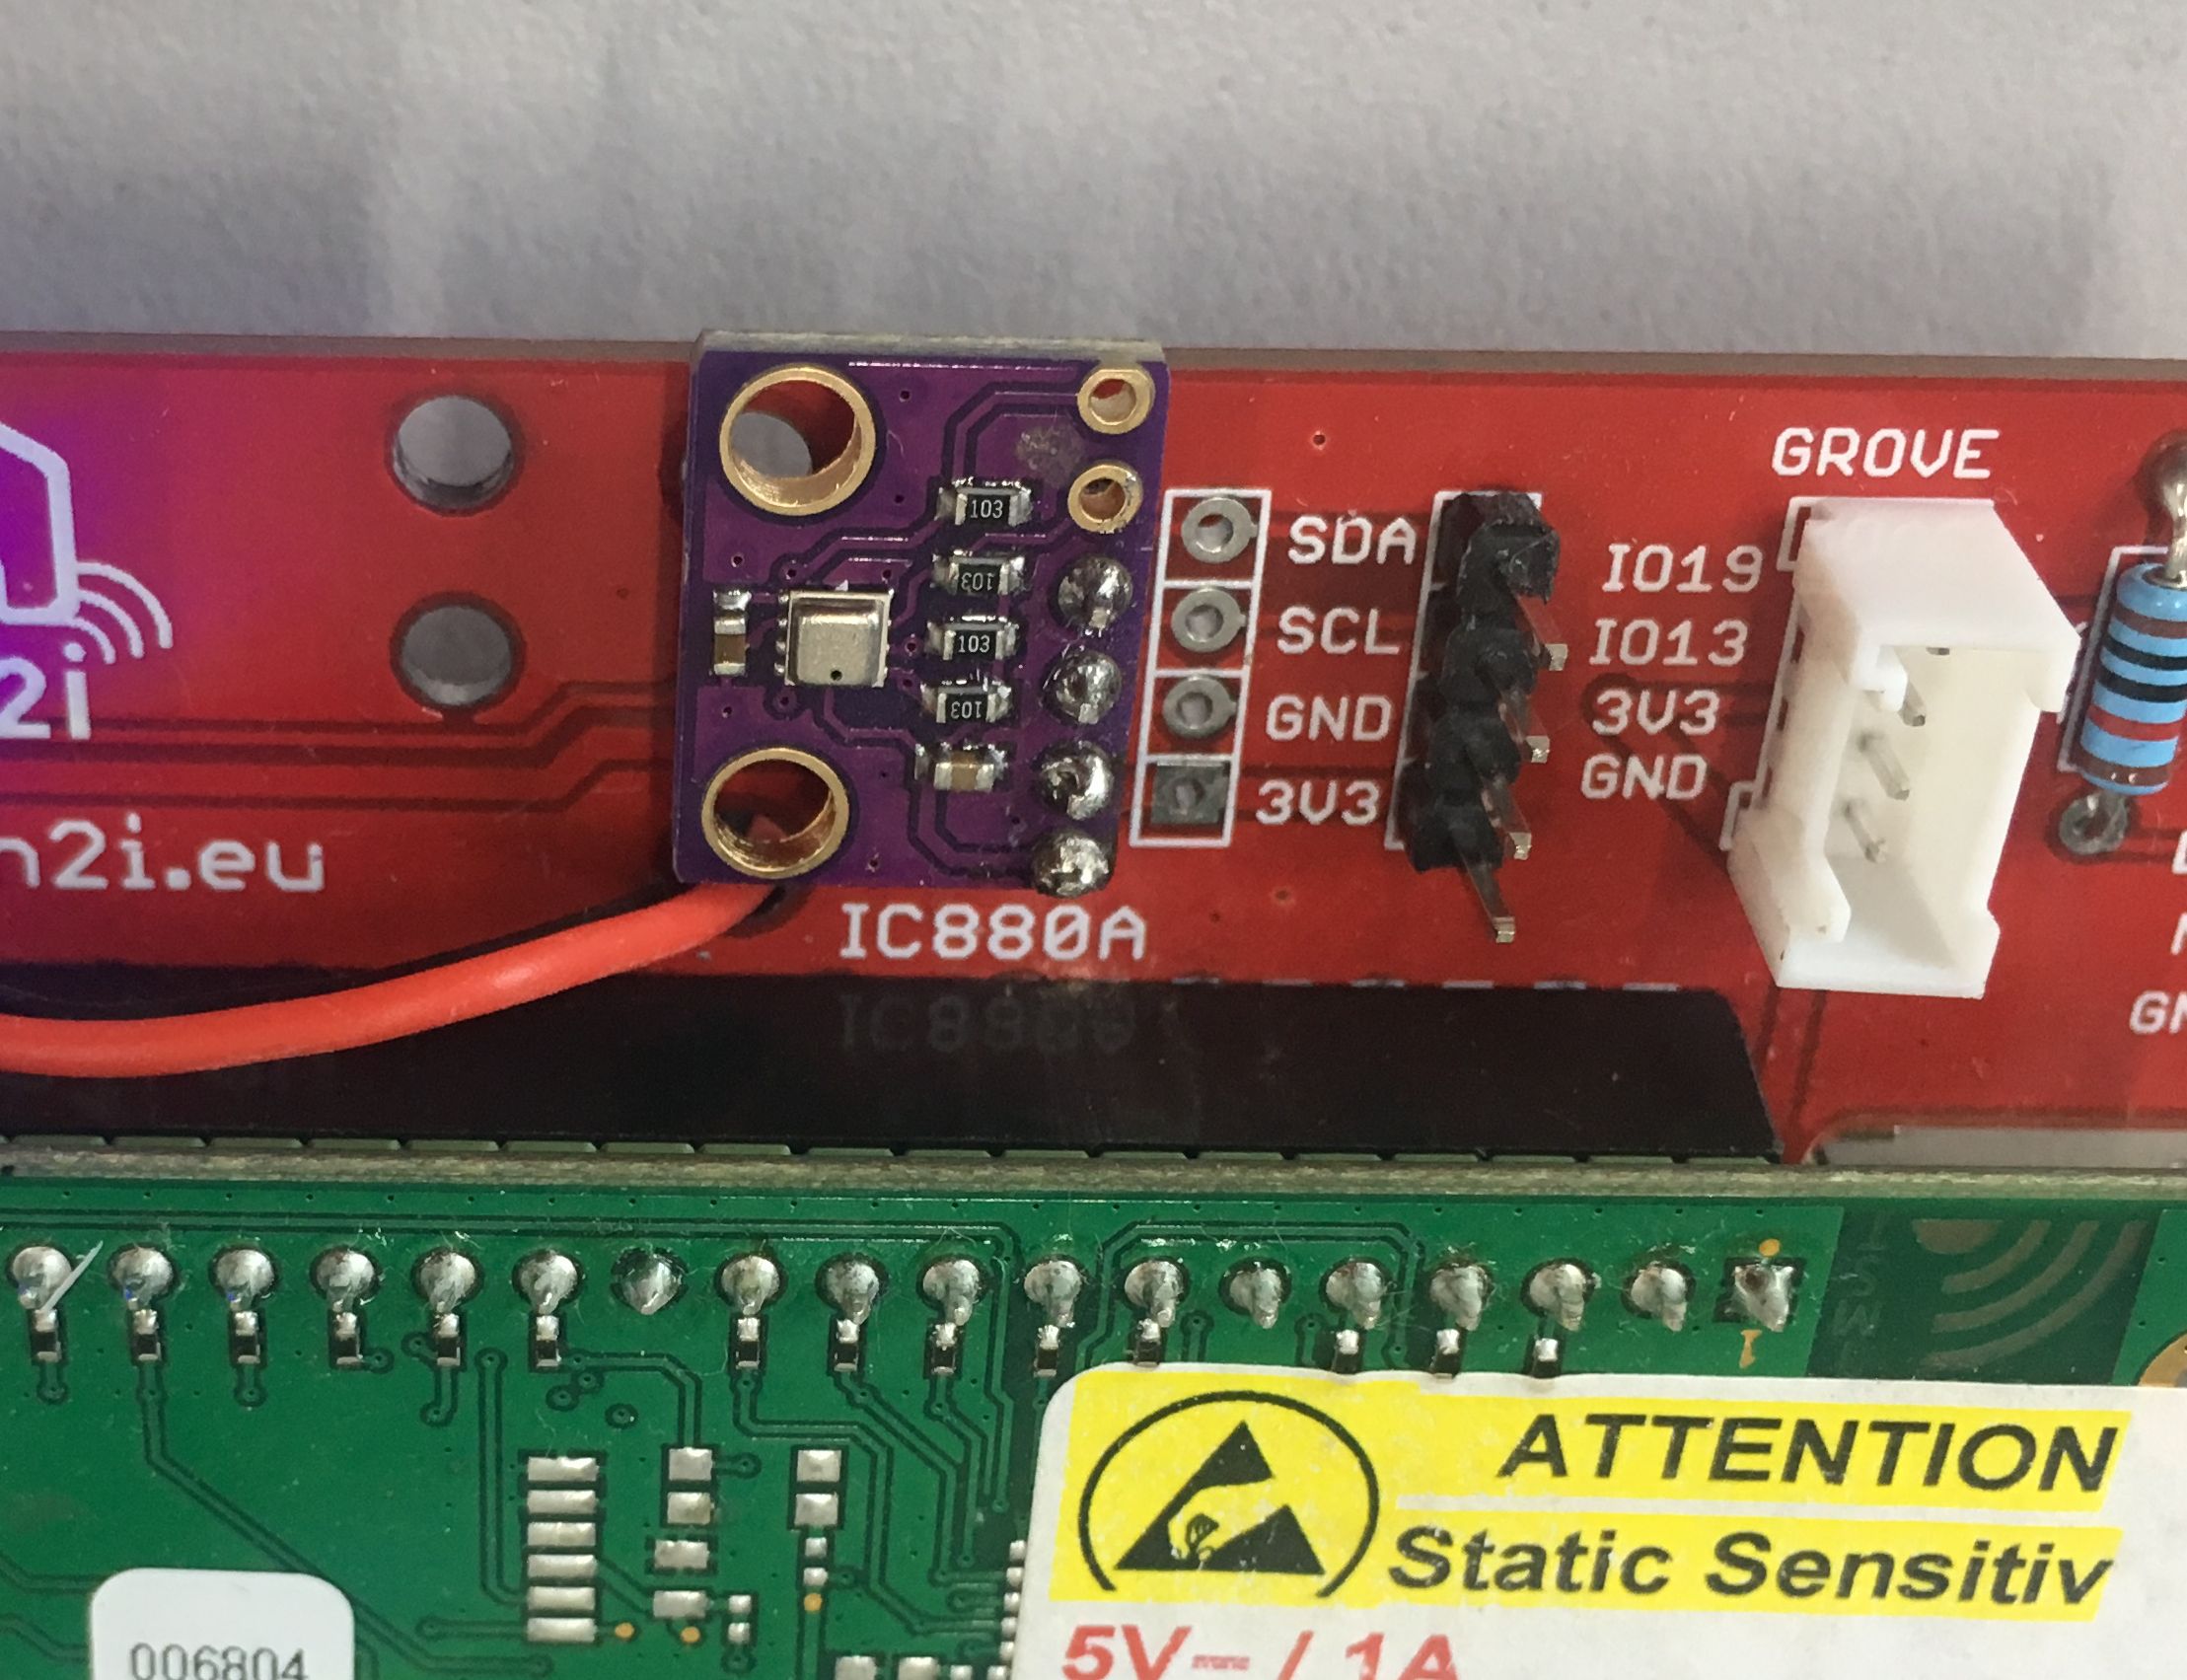 GROVE
103
SDA
IO19
103
SCL
IO13
103
GND
3V3
103
3V3
GND
2i
n2i.eu
IC880A
GN
ATTENTION
Static Sensitiv
5V / 1A
006804